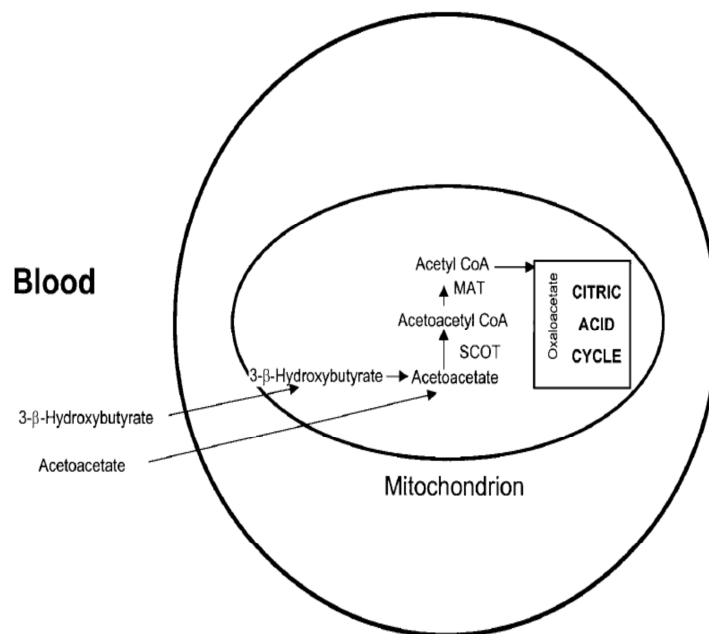 Acetyl CoA
MAT
Acetoacetyl CoA
SCOT
3-β-Hydroxybutyrate
Acetoacetate
Oxaloacetate
CITRIC
ACID
CYCLE
Blood
3-β-Hydroxybutyrate
Acetoacetate
Mitochondrion